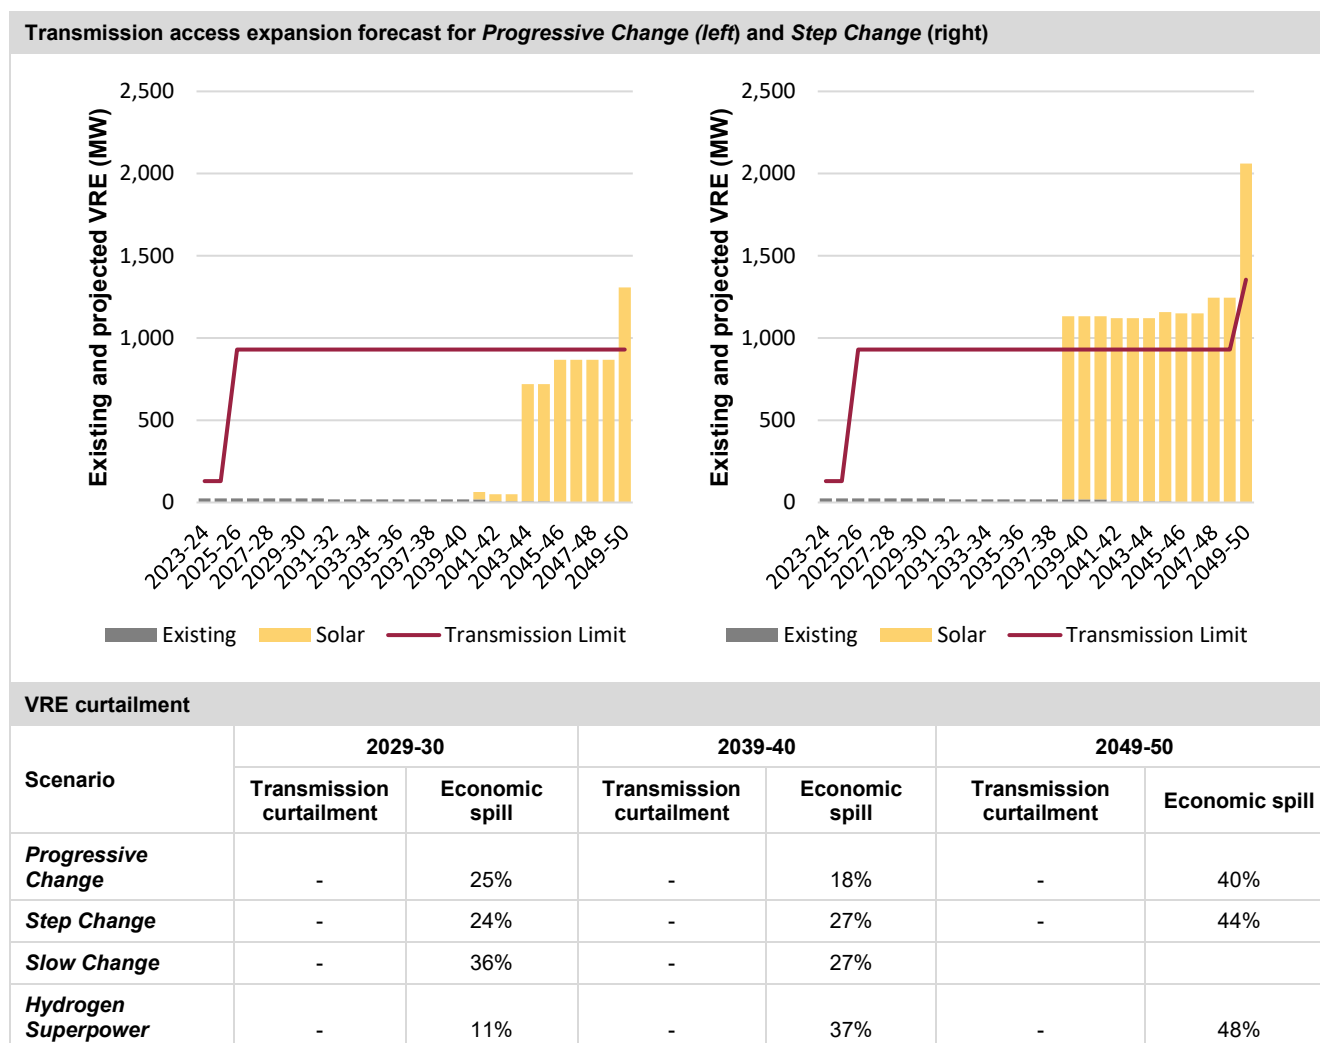 Transmission access expansion forecast for Progressive Change (left) and Step Change (right)
Existing and projected VRE (MW)
2,500
2,000
1,500
1,000
500
0
2023-24
2025-26
2027-28
2029-30
2031-32
2033-34
2035-36
2037-38
2039-40
2041-42
2043-44
2045-46
2047-48
2049-50
Existing Solar Transmission Limit
Existing and projected VRE (MW)
2,500
2,000
1,500
1,000
500
0
2023-24
2025-26
2027-28
2029-30
2031-32
2033-34
2035-36
2037-38
2039-40
2041-42
2043-44
2045-46
2047-48
2049-50
Existing Solar Transmission Limit
VRE curtailment
Scenario
2029-30 2039-40 2049-50
Transmission curtailment
Economic spill
Transmission curtailment
Economic spill
Transmission curtailment
Economic spill
Progressive
Change - 25% - 18% - 40%
Step Change - 24% - 27% - 44%
Slow Change - 36% - 27%
Hydrogen
Superpower - 11% - 37% - 48%